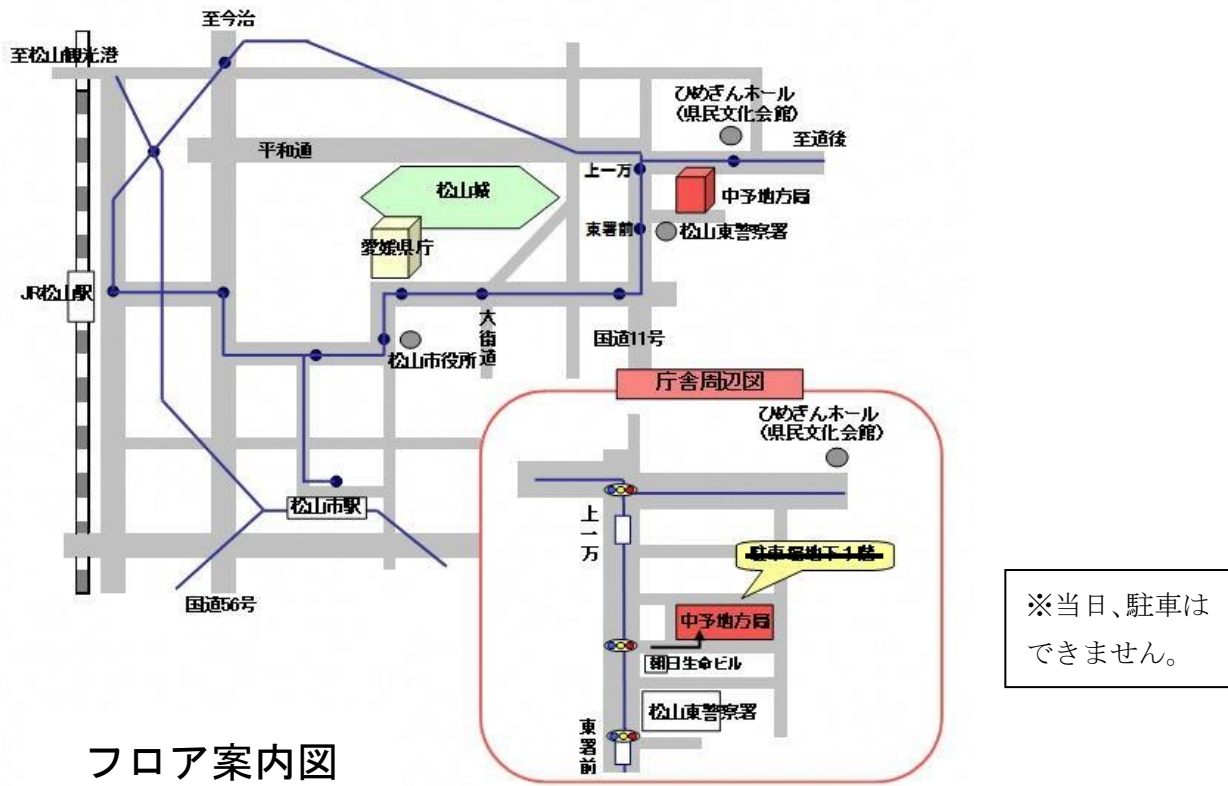 至今治
至松山観光港
ひめぎんホール
(県民文化会館)
至道後
平和通
上一万
松山城
中予地方局
東署前
松山東警察署
愛媛県庁
JR松山駅
大街道
国道11号
松山市役所
庁舎周辺図
ひめぎんホール
(県民文化会館)
松山市駅
上一万
駐車場地下1階
国道56号
中予地方局
朝日生命ビル
松山東警察署
東署前
※当日、駐車は
できません。
フロア案内図